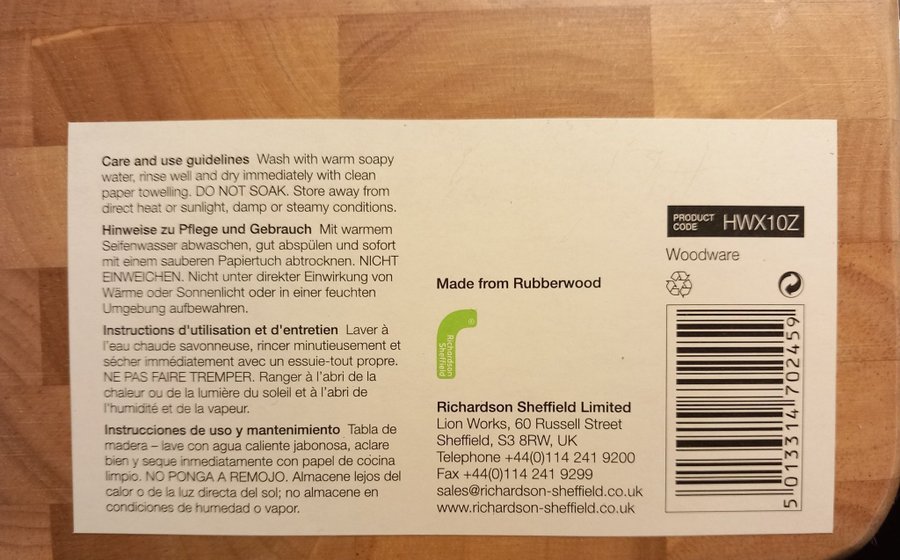 Care and use guidelines Wash with warm soapy
water, rinse well and dry immediately with clean
paper towelling. DO NOT SOAK. Store away from
direct heat or sunlight, damp or steamy conditions.
Hinweise zu Pflege und Gebrauch Mit warmem
Seifenwasser abwaschen, gut abspülen und sofort
mit einem sauberen Papiertuch abtrocknen. NICHT
EINWEICHEN. Nicht unter direkter Einwirkung von
Wärme oder Sonnenlicht oder in einer feuchten
Umgebung aufbewahren.
Instructions d'utilisation et d'entretien Laver à
l'eau chaude savonneuse, rincer minutieusement et
sécher immédiatement avec un essuie-tout propre.
NE PAS FAIRE TREMPER. Ranger à l'abri de la
chaleur ou de la lumière du soleil et à l'abri de
l'humidité et de la vapeur.
Instrucciones de uso y mantenimiento Tabla de
madera – lave con agua caliente jabonosa, aclare
bien y seque inmediatamente con papel de cocina
limpio. NO PONGA A REMOJO. Almacene lejos del
calor o de la luz directa del sol; no almacene en
condiciones de humedad o vapor.
Made from Rubberwood
Richardson
Sheffield
®
Richardson Sheffield Limited
Lion Works, 60 Russell Street
Sheffield, S3 8RW, UK
Telephone +44(0)114 241 9200
Fax +44(0)114 241 9299
sales@richardson-sheffield.co.uk
www.richardson-sheffield.co.uk
PRODUCT
CODE HWX10Z
Woodware
5 013314 702459